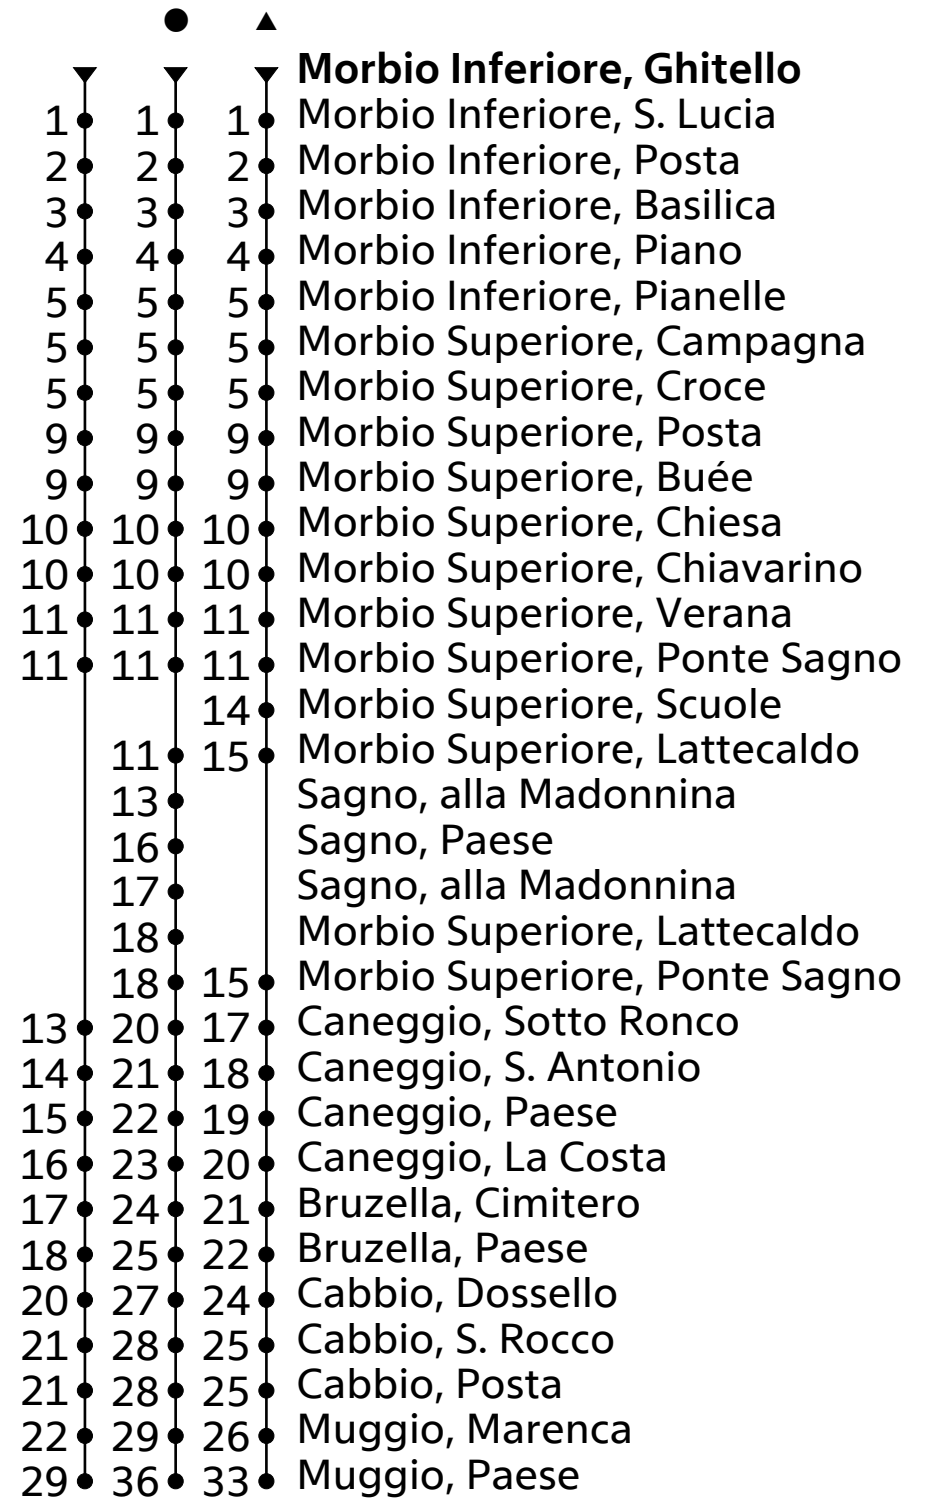 Morbio Inferiore, Ghitello
1 1 1 Morbio Inferiore, S. Lucia
2 2 2 Morbio Inferiore, Posta
3 3 3 Morbio Inferiore, Basilica
4 4 4 Morbio Inferiore, Piano
5 5 5 Morbio Inferiore, Pianelle
5 5 5 Morbio Superiore, Campagna
5 5 5 Morbio Superiore, Croce
9 9 9 Morbio Superiore, Posta
9 9 9 Morbio Superiore, Buée
10 10 10 Morbio Superiore, Chiesa
10 10 10 Morbio Superiore, Chiavarino
11 11 11 Morbio Superiore, Verana
11 11 11 Morbio Superiore, Ponte Sagno
14 Morbio Superiore, Scuole
11 15 Morbio Superiore, Lattecaldo
13 Sagno, alla Madonnina
16 Sagno, Paese
17 Sagno, alla Madonnina
18 Morbio Superiore, Lattecaldo
18 15 Morbio Superiore, Ponte Sagno
13 20 17 Caneggio, Sotto Ronco
14 21 18 Caneggio, S. Antonio
15 22 19 Caneggio, Paese
16 23 20 Caneggio, La Costa
17 24 21 Bruzella, Cimitero
18 25 22 Bruzella, Paese
20 27 24 Cabbio, Dossello
21 28 25 Cabbio, S. Rocco
21 28 25 Cabbio, Posta
22 29 26 Muggio, Marenca
29 36 33 Muggio, Paese